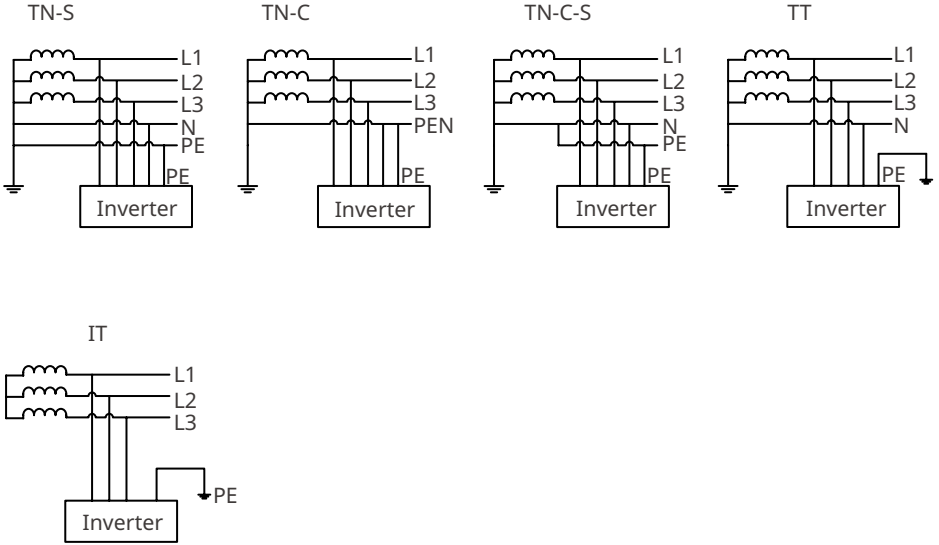 TN-S
L1
L2
L3
N
PE
PE
Inverter
TN-C
L1
L2
L3
PEN
PE
Inverter
TN-C-S
L1
L2
L3
N
PE
PE
Inverter
TT
L1
L2
L3
N
PE
Inverter
IT
L1
L2
L3
PE
Inverter